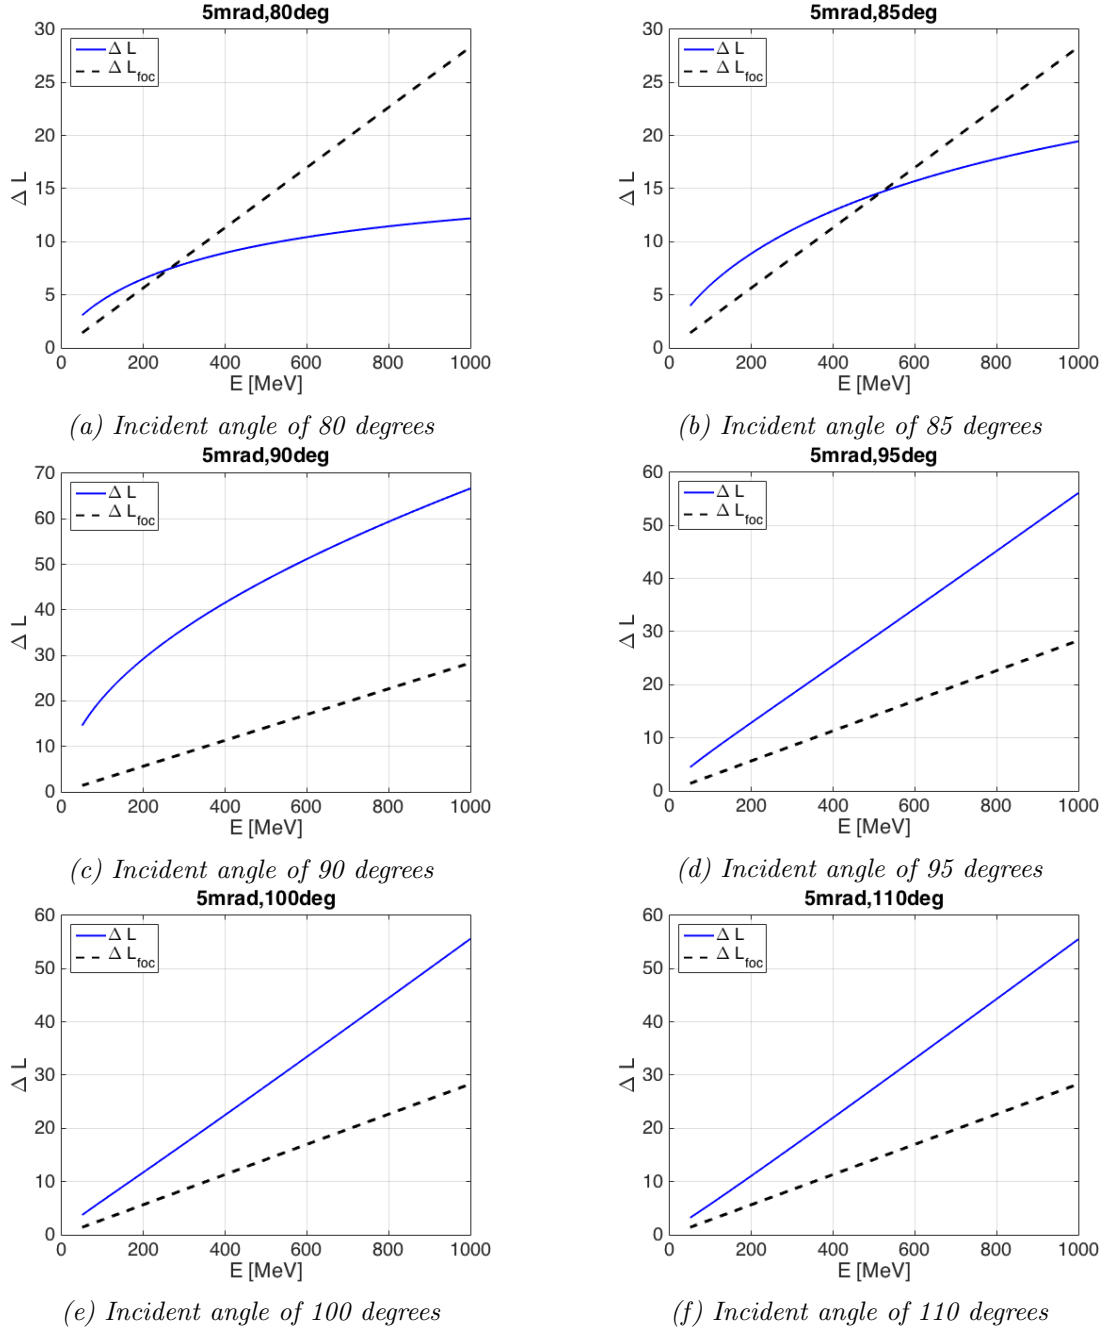 5mrad,80deg
Δ L
Δ L_foc
30
25
20
15
10
5
0
Δ L
0 200 400 600 800 1000
E [MeV]
(a) Incident angle of 80 degrees
5mrad,85deg
Δ L
Δ L_foc
30
25
20
15
10
5
0
Δ L
0 200 400 600 800 1000
E [MeV]
(b) Incident angle of 85 degrees
5mrad,90deg
Δ L
Δ L_foc
70
60
50
40
30
20
10
0
Δ L
0 200 400 600 800 1000
E [MeV]
(c) Incident angle of 90 degrees
5mrad,95deg
Δ L
Δ L_foc
60
50
40
30
20
10
0
Δ L
0 200 400 600 800 1000
E [MeV]
(d) Incident angle of 95 degrees
5mrad,100deg
Δ L
Δ L_foc
60
50
40
30
20
10
0
Δ L
0 200 400 600 800 1000
E [MeV]
(e) Incident angle of 100 degrees
5mrad,110deg
Δ L
Δ L_foc
60
50
40
30
20
10
0
Δ L
0 200 400 600 800 1000
E [MeV]
(f) Incident angle of 110 degrees